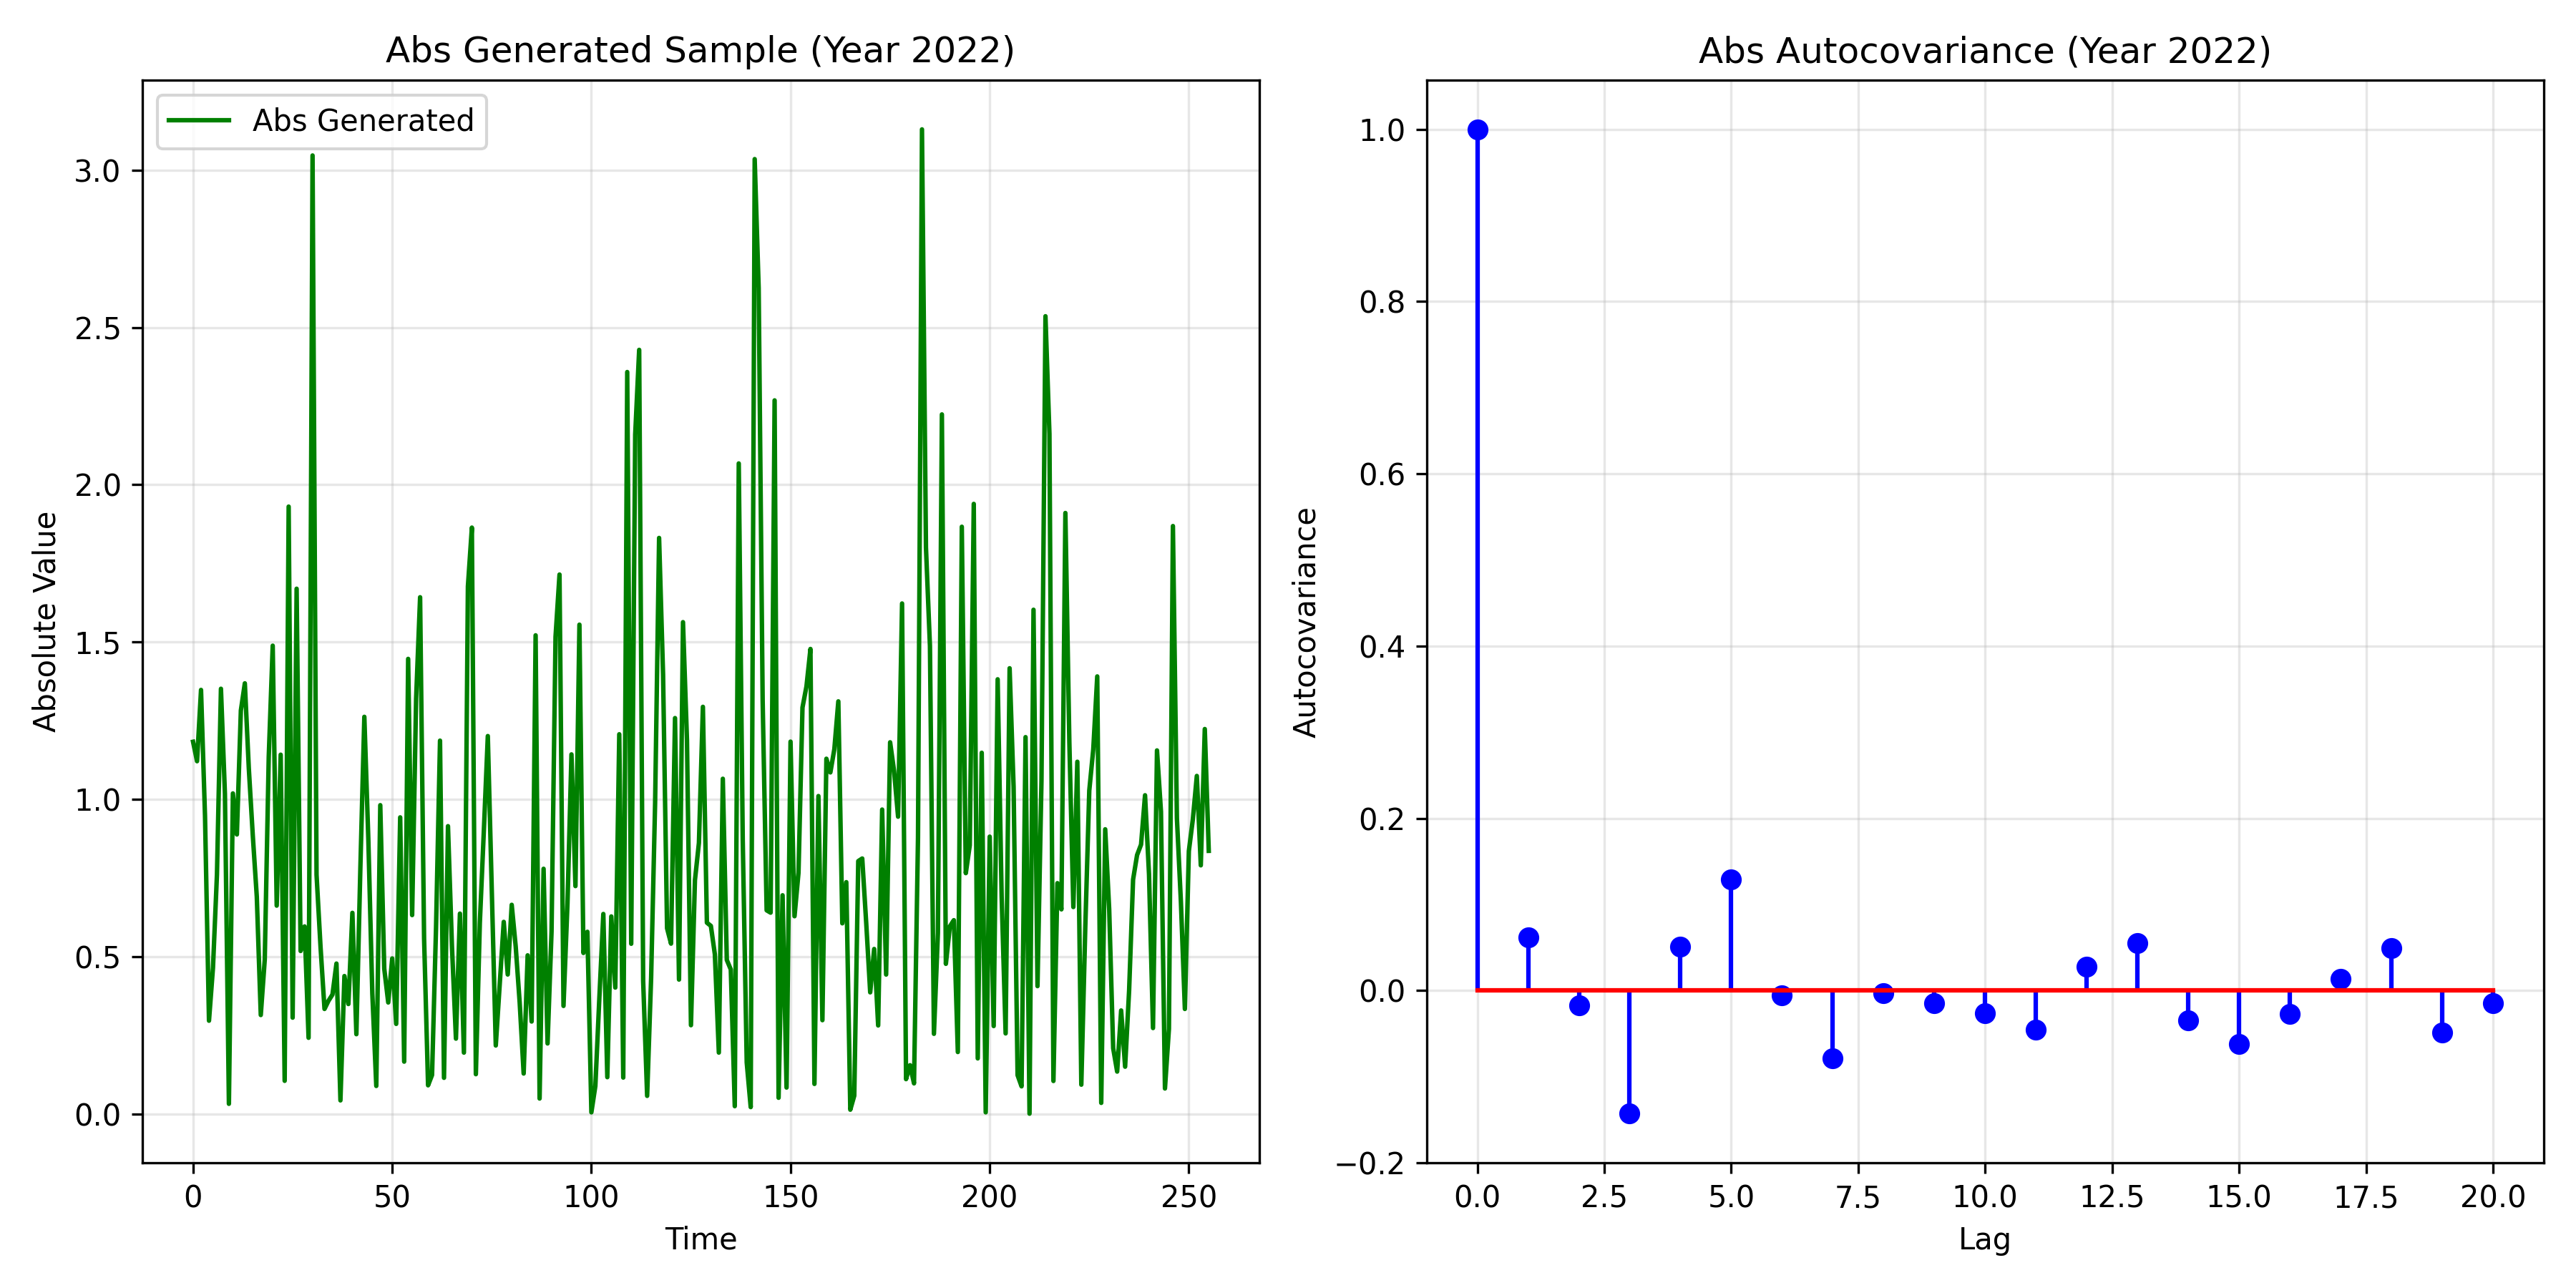 Abs Generated Sample (Year 2022)
Abs Generated
3.0
2.5
2.0
1.5
1.0
0.5
0.0
Absolute Value
0 50 100 150 200 250
Time
Abs Autocovariance (Year 2022)
1.0
0.8
0.6
0.4
0.2
0.0
−0.2
Autocovariance
0.0 2.5 5.0 7.5 10.0 12.5 15.0 17.5 20.0
Lag